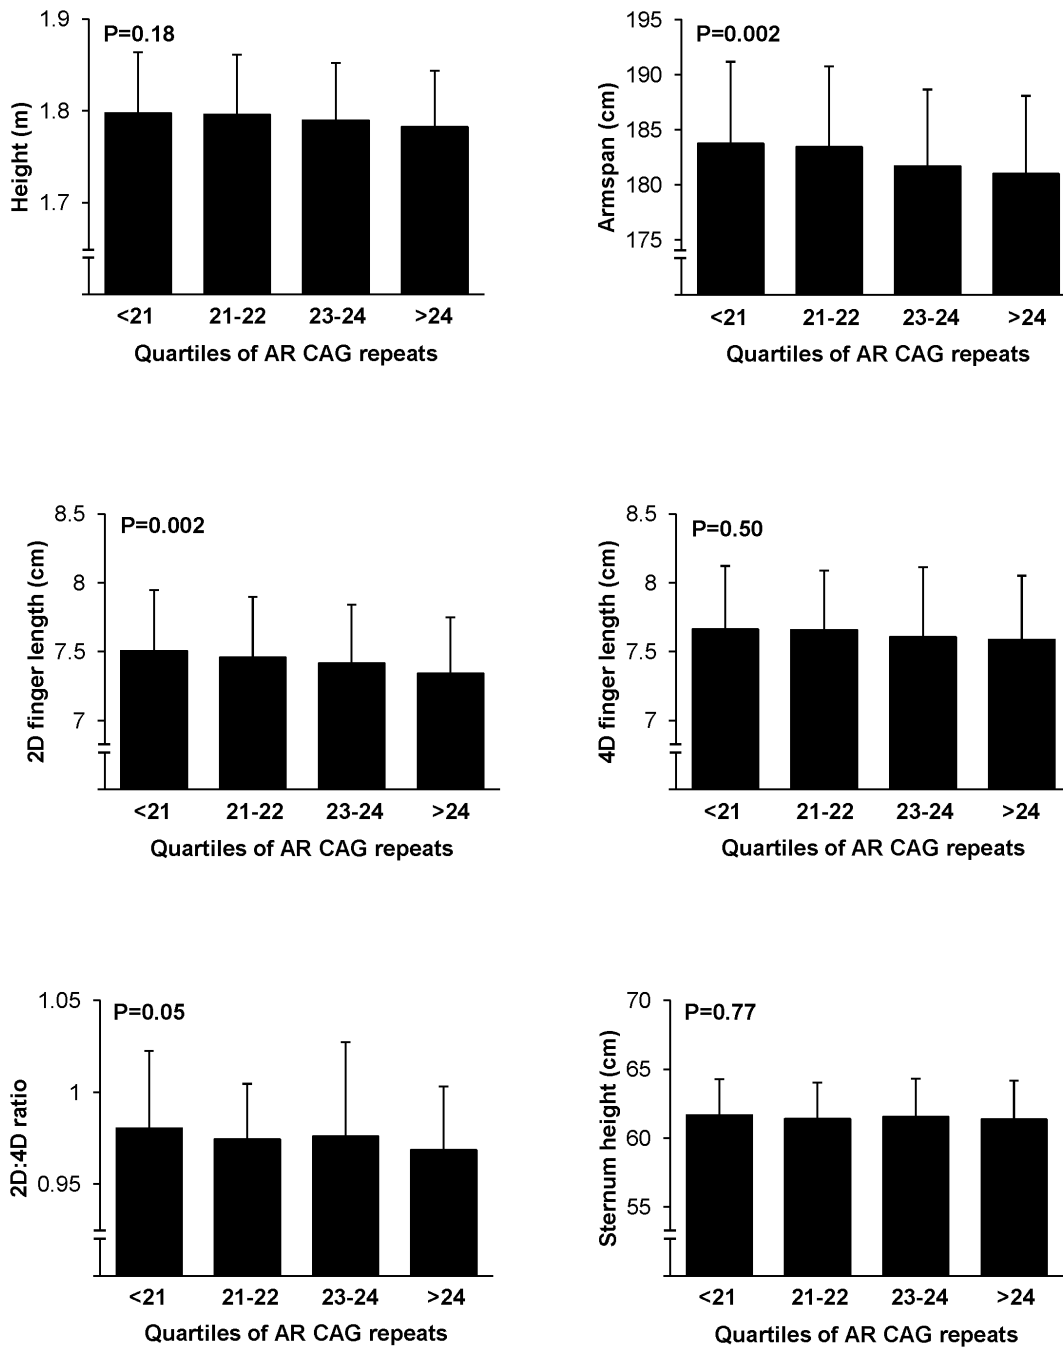 1.9
P=0.18
1.8
1.7
Height (m)
<21 21-22 23-24 >24
Quartiles of AR CAG repeats
195
P=0.002
190
185
180
175
Armspan (cm)
<21 21-22 23-24 >24
Quartiles of AR CAG repeats
8.5
P=0.002
8
7.5
7
2D finger length (cm)
<21 21-22 23-24 >24
Quartiles of AR CAG repeats
8.5
P=0.50
8
7.5
7
4D finger length (cm)
<21 21-22 23-24 >24
Quartiles of AR CAG repeats
1.05
P=0.05
1
0.95
2D:4D ratio
<21 21-22 23-24 >24
Quartiles of AR CAG repeats
70
P=0.77
65
60
55
Sternum height (cm)
<21 21-22 23-24 >24
Quartiles of AR CAG repeats